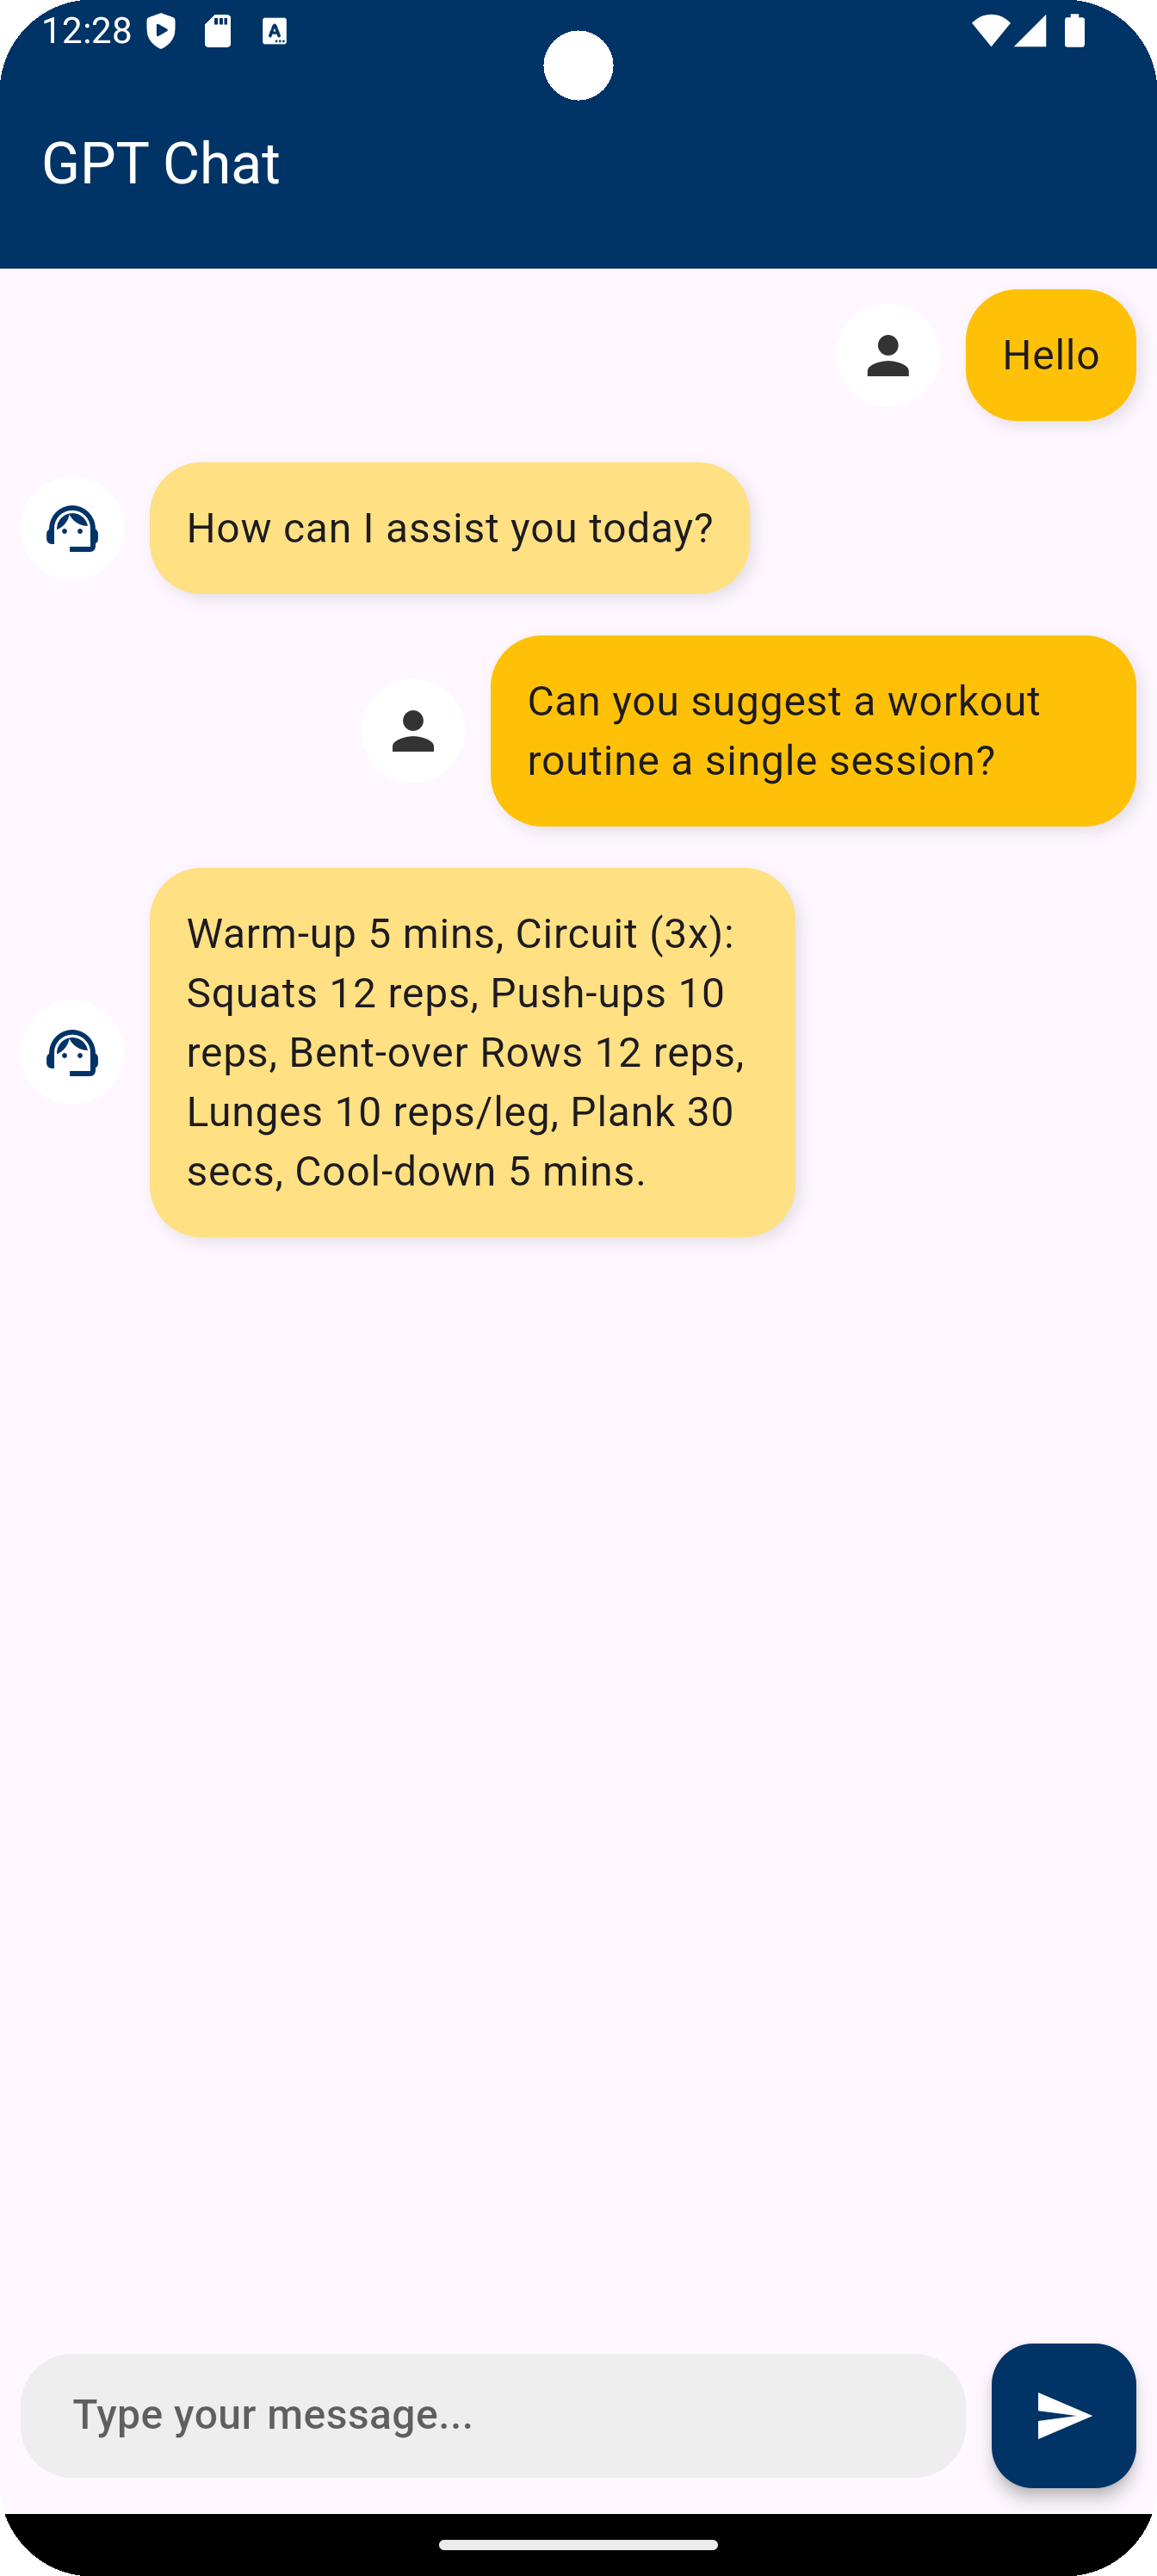 12:28
GPT Chat
Hello
How can I assist you today?
Can you suggest a workout
routine a single session?
Warm-up 5 mins, Circuit (3x):
Squats 12 reps, Push-ups 10
reps, Bent-over Rows 12 reps,
Lunges 10 reps/leg, Plank 30
secs, Cool-down 5 mins.
Type your message...